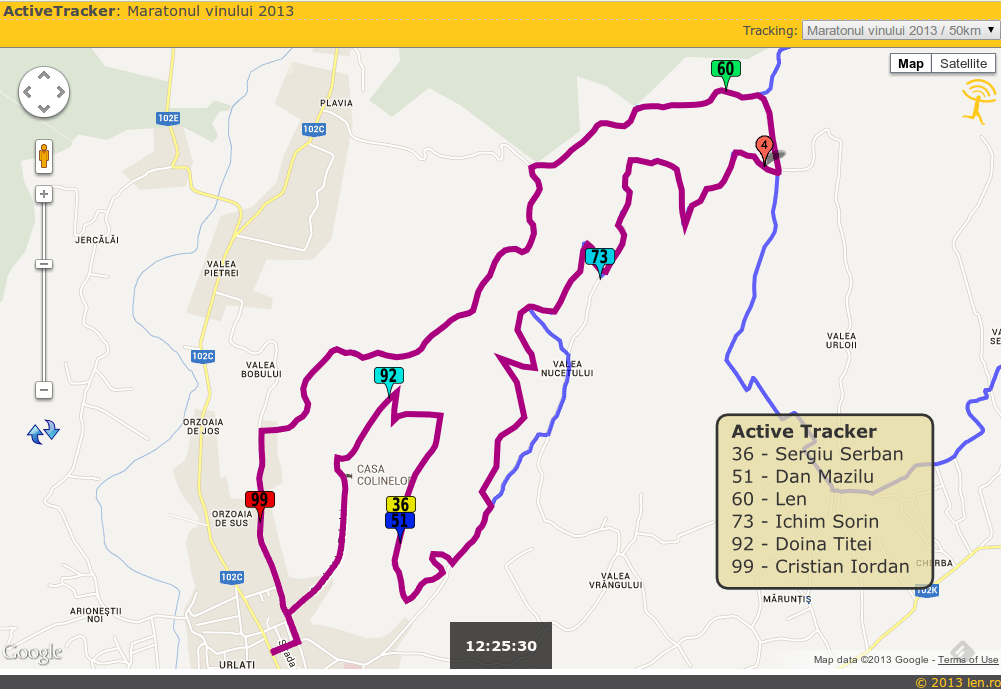 ActiveTracker: Maratonul vinului 2013
Tracking: Maratonul vinului 2013 / 50km
Map Satellite
60
PLAVIA
102E
102C
4
JERCĂLĂI
VALEA
PIETREI
73
VALEA
URLOII
102C
VALEA
BOBULUI
VALEA
NUCETULUI
92
ORZOAIA
DE JOS
CASA
COLINELOR
99
36
51
ORZOAIA
DE SUS
Active Tracker
36 - Sergiu Serban
51 - Dan Mazilu
60 - Len
73 - Ichim Sorin
92 - Doina Titei
99 - Cristian Iordan
CHERBA
102C
VALEA
VRÂNGULUI
102K
MĂRUNȚIȘ
ARIONEȘTII
NOI
12:25:30
Google
URLATI
Map data ©2013 Google - Terms of Use
© 2013 len.ro